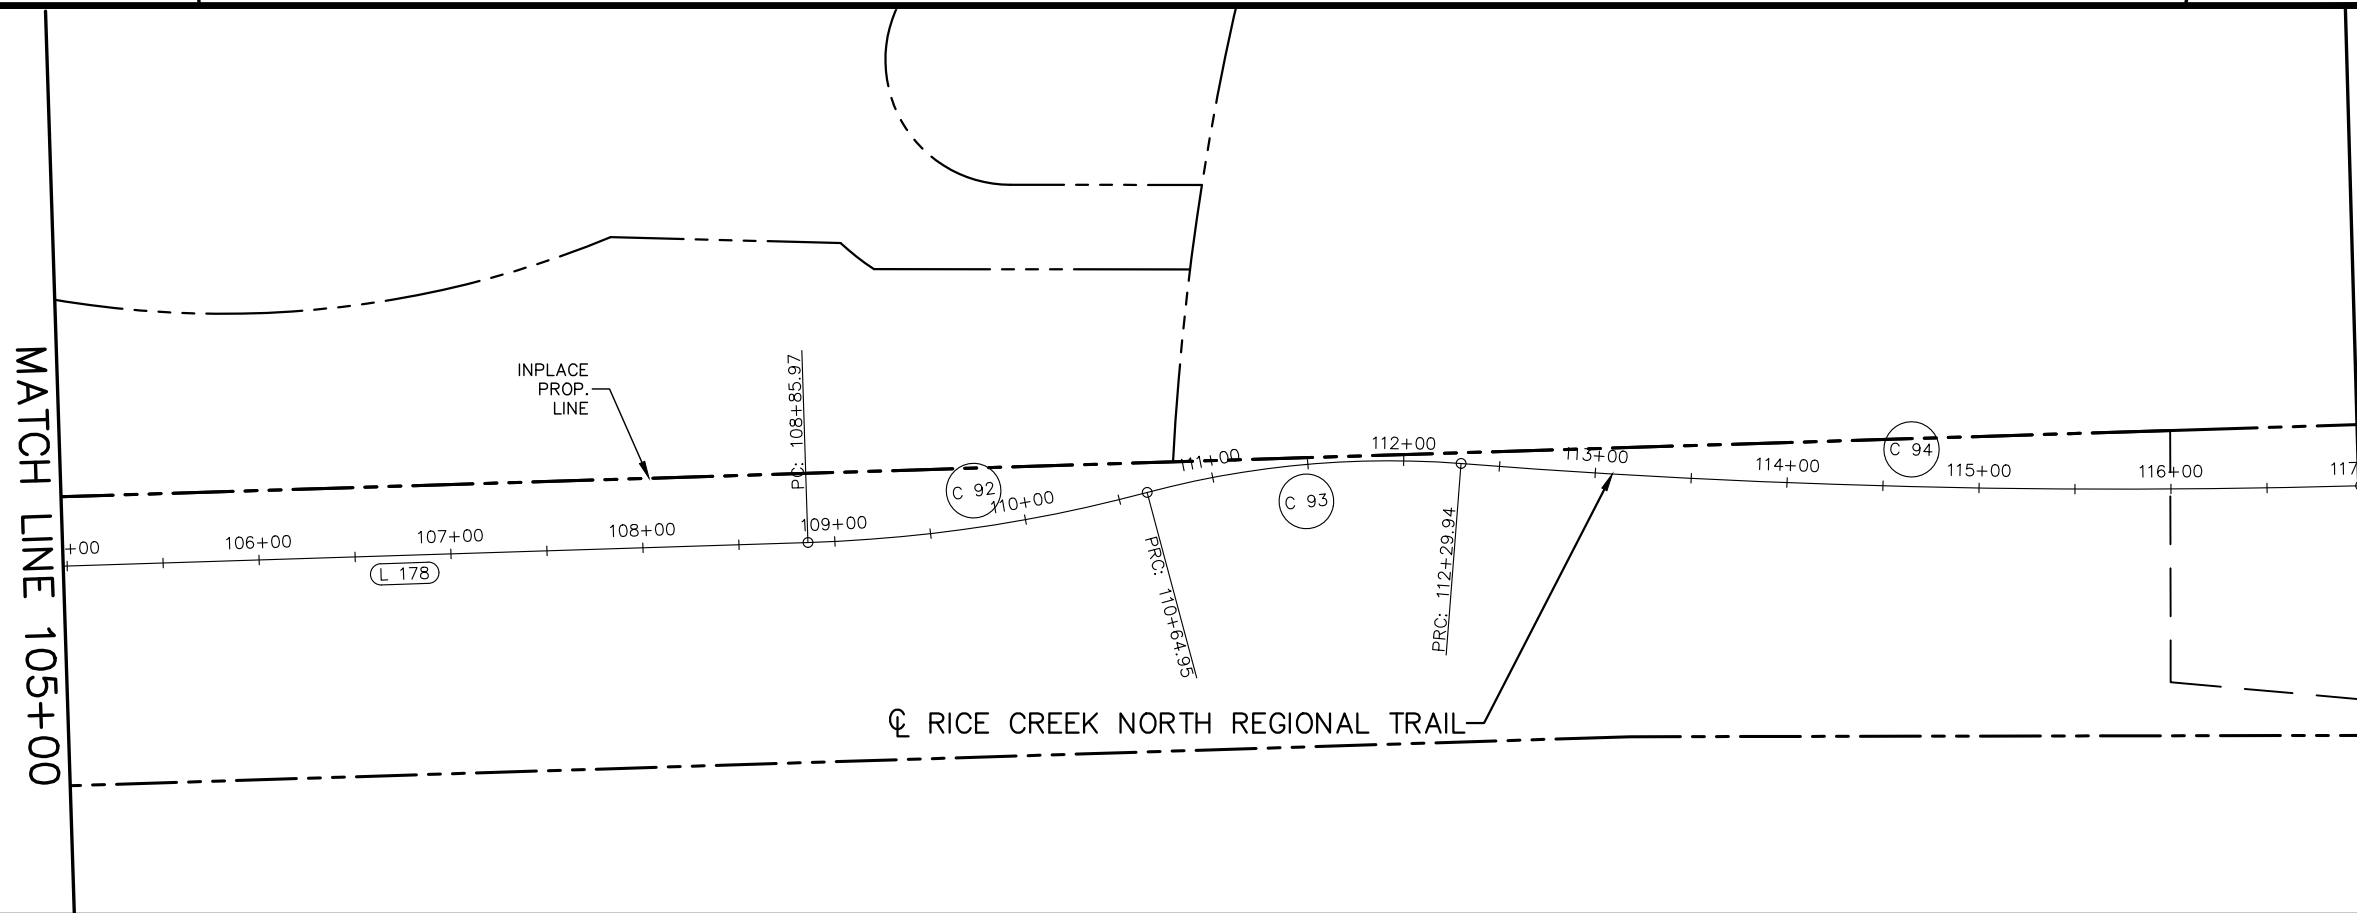 MATCH LINE 105+00
INPLACE
PROP.
LINE
PC: 108+85.97
+00
106+00
107+00
108+00
109+00
110+00
111+00
112+00
113+00
114+00
115+00
116+00
117
L 178
C 92
C 93
C 94
PRC: 110+64.95
PRC: 112+29.94
℄ RICE CREEK NORTH REGIONAL TRAIL